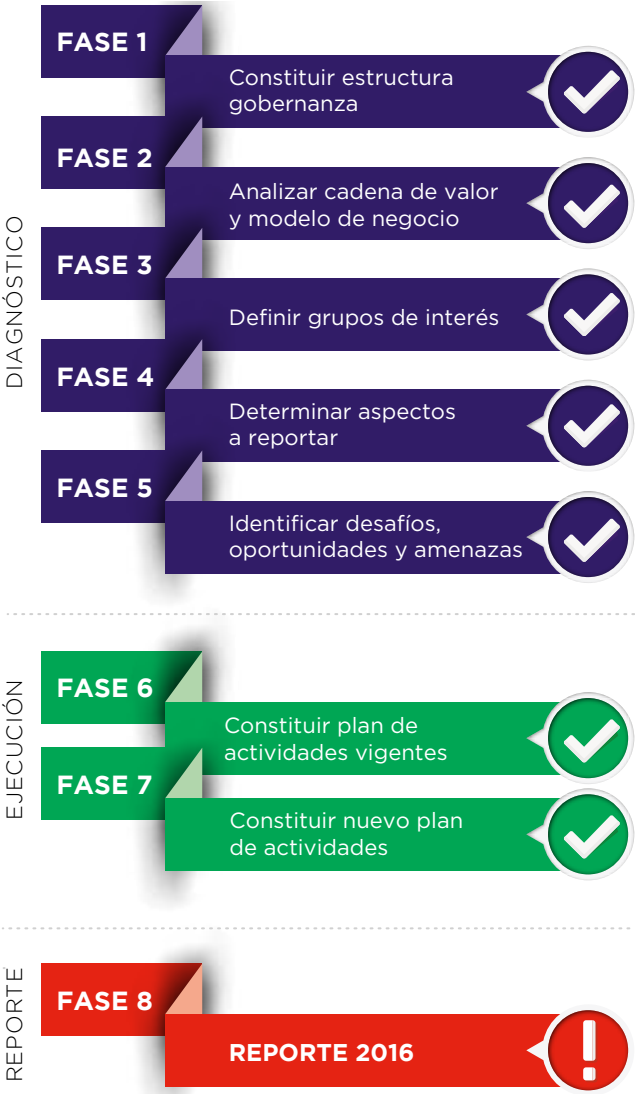 DIAGNÓSTICO
FASE 1
Constituir estructura
gobernanza
FASE 2
Analizar cadena de valor
y modelo de negocio
FASE 3
Definir grupos de interés
FASE 4
Determinar aspectos
a reportar
FASE 5
Identificar desafíos,
oportunidades y amenazas
EJECUCIÓN
FASE 6
Constituir plan de
actividades vigentes
FASE 7
Constituir nuevo plan
de actividades
REPORTE
FASE 8
REPORTE 2016
!